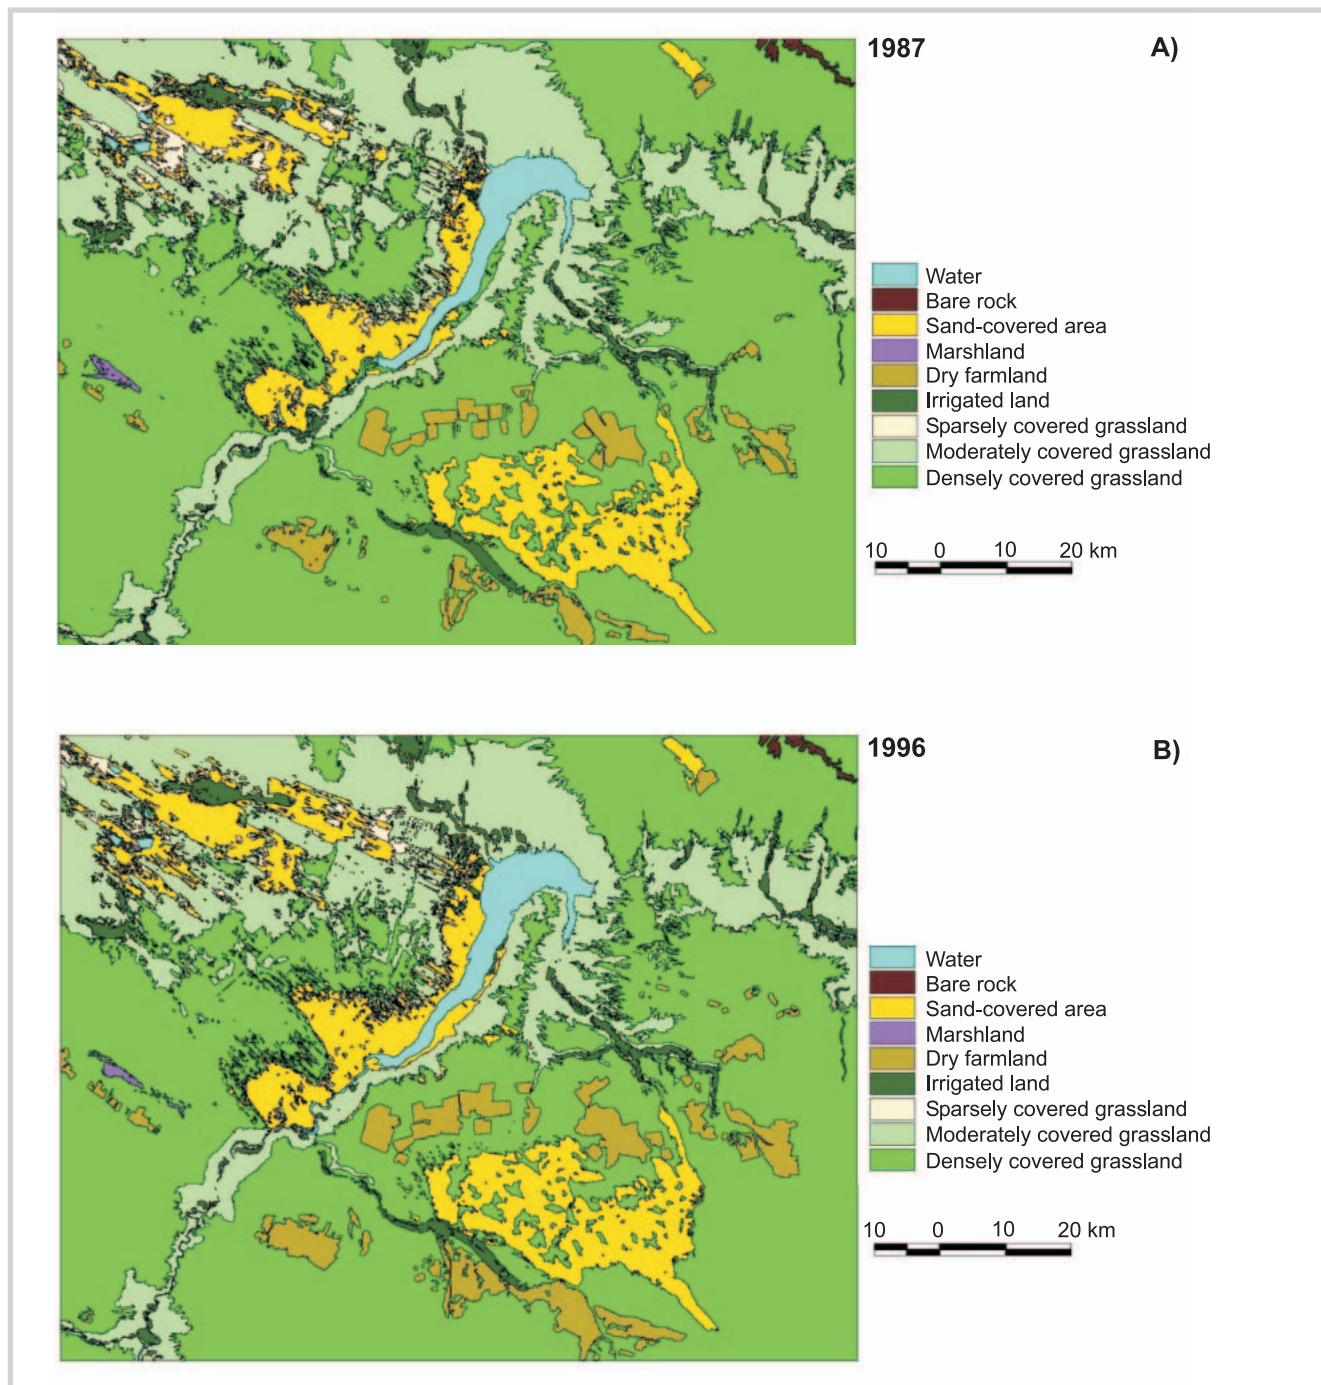 1987 A)
Water
Bare rock
Sand-covered area
Marshland
Dry farmland
Irrigated land
Sparsely covered grassland
Moderately covered grassland
Densely covered grassland
10 0 10 20 km
1996 B)
Water
Bare rock
Sand-covered area
Marshland
Dry farmland
Irrigated land
Sparsely covered grassland
Moderately covered grassland
Densely covered grassland
10 0 10 20 km